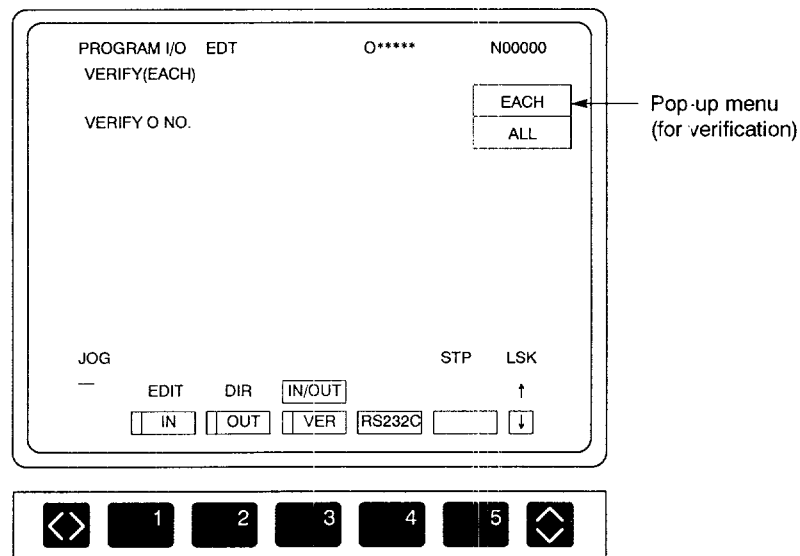 PROGRAM I/O EDT O***** N00000
VERIFY(EACH)
EACH
VERIFY O NO.
ALL
Pop-up menu
(for verification)
JOG STP LSK
EDIT DIR IN/OUT ↑
IN OUT VER RS232C ↓
1 2 3 4 5